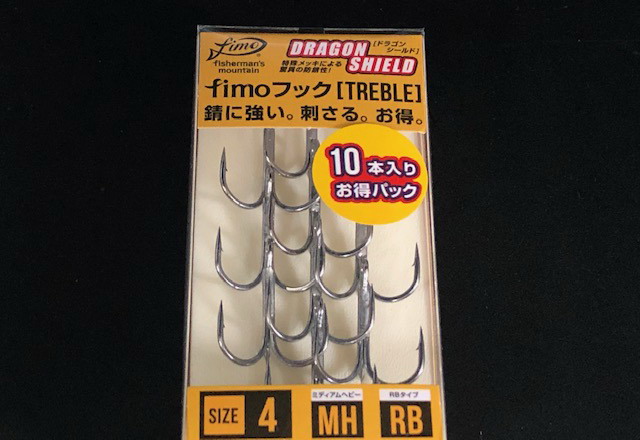 fimo
fisherman's
mountain
DRAGON
SHIELD
[ドラゴン
シールド]
特殊メッキによる
驚異の防錆性!
fimoフック[TREBLE]
錆に強い。刺さる。お得。
10本入り
お得パック
SIZE 4
ミディアムヘビー
MH
RBタイプ
RB